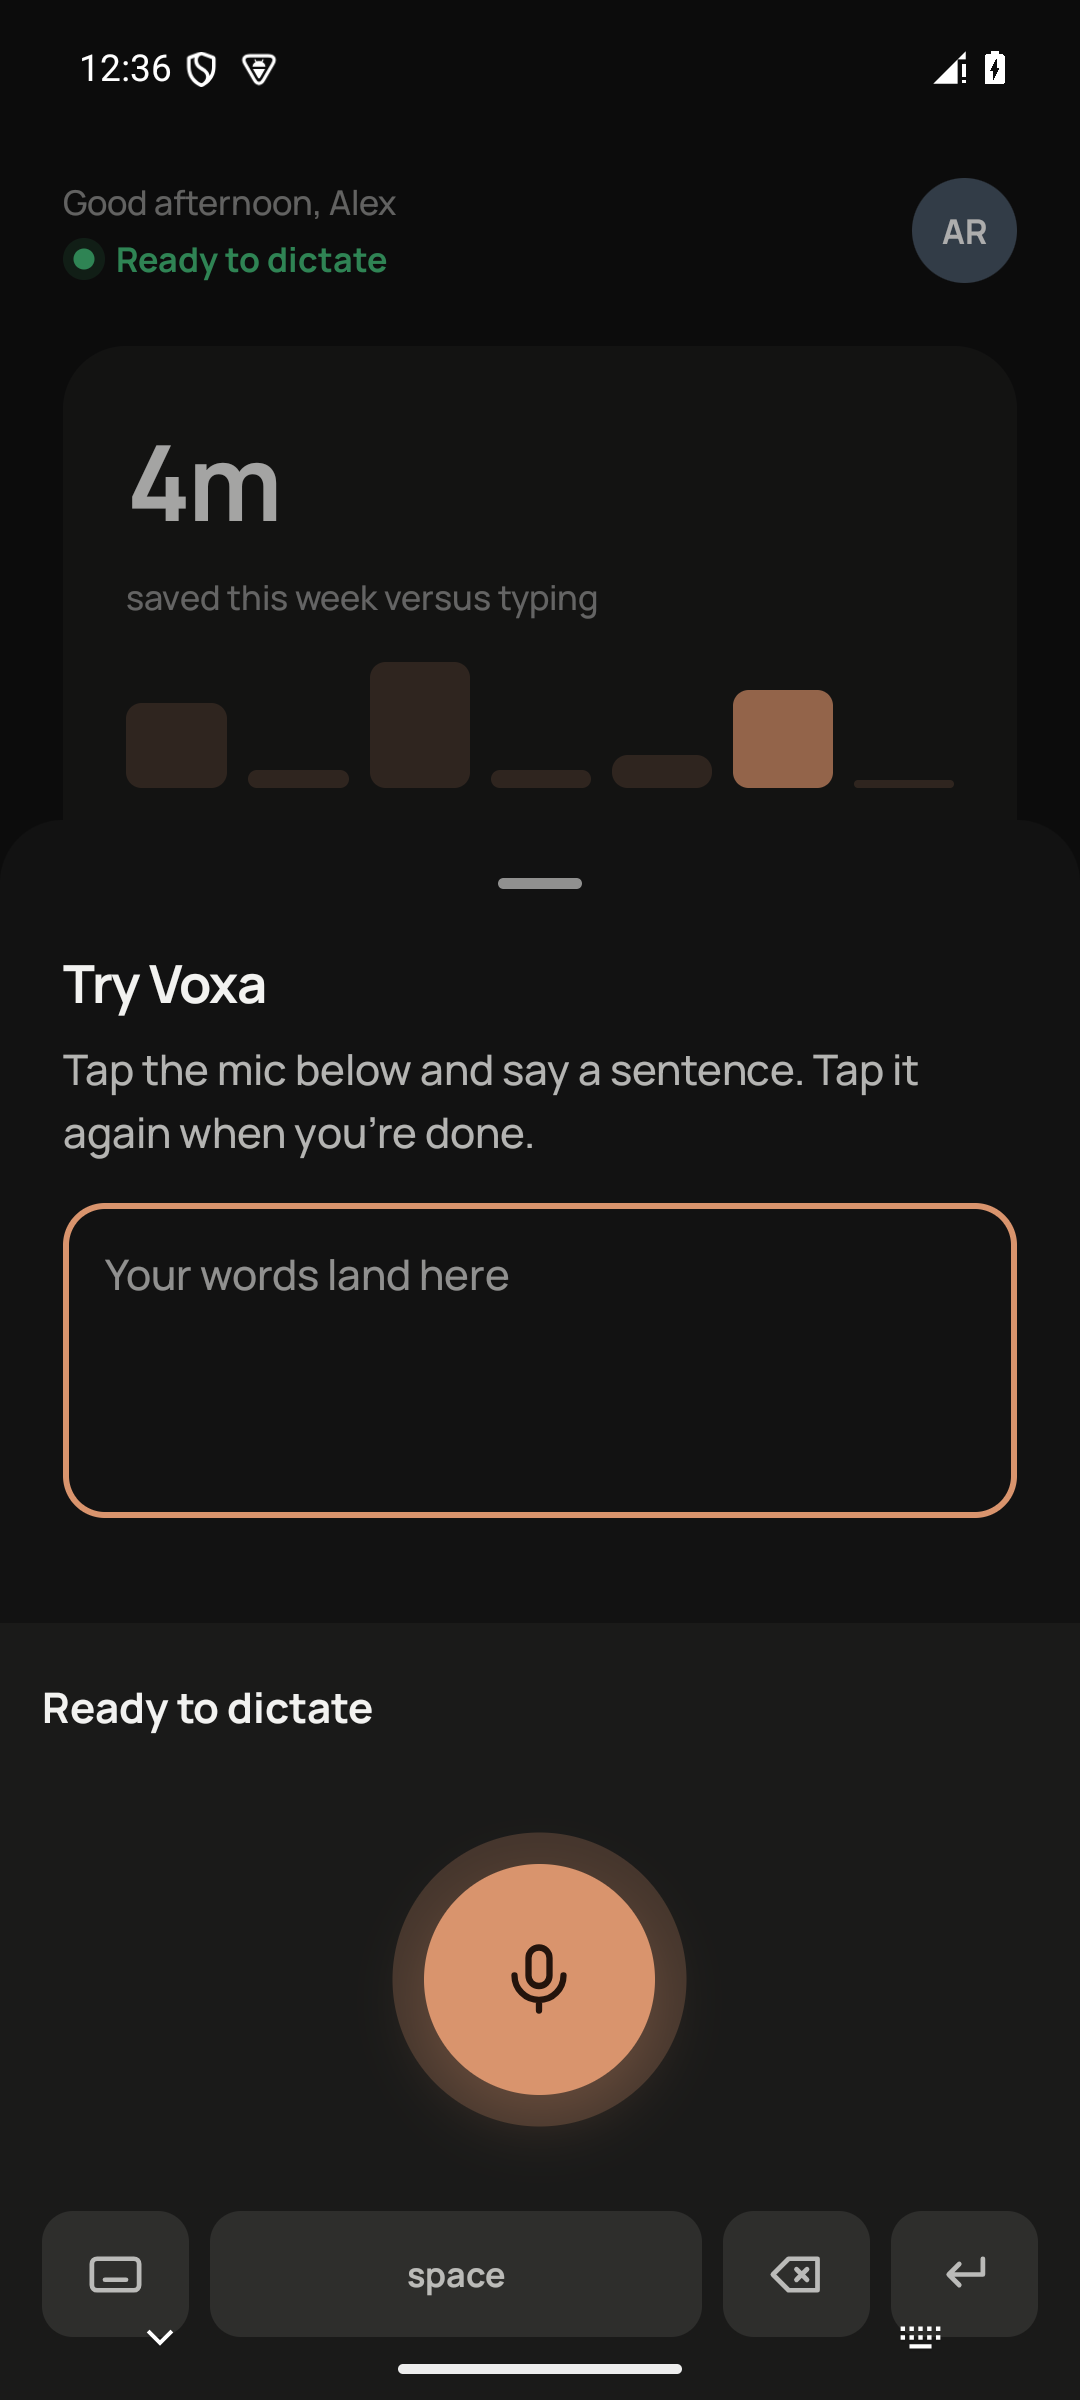 12:36
Good afternoon, Alex
Ready to dictate
AR
4m
saved this week versus typing
Try Voxa
Tap the mic below and say a sentence. Tap it
again when you’re done.
Your words land here
Ready to dictate
space